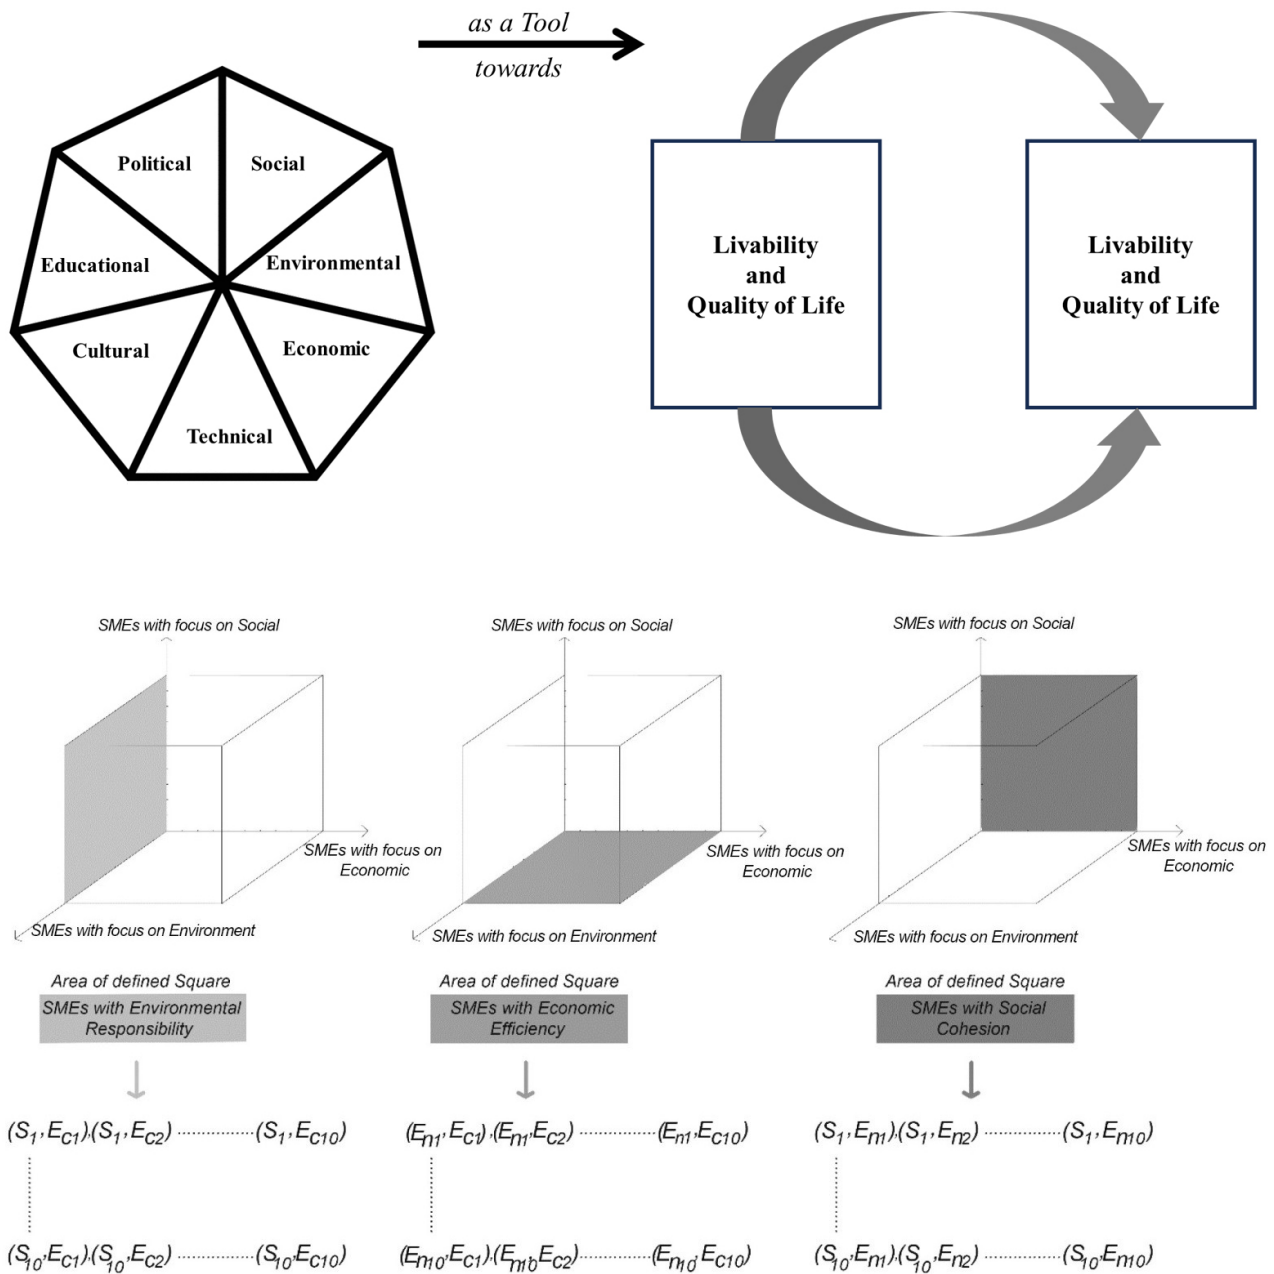 as a Tool
towards
Political
Social
Educational
Environmental
Cultural
Economic
Technical
Livability
and
Quality of Life
Livability
and
Quality of Life
SMEs with focus on Social
SMEs with focus on
Economic
SMEs with focus on Environment
Area of defined Square
SMEs with Environmental
Responsibility
(S1,Ec1),(S1,Ec2) ............... (S1,Ec10)
(S10,Ec1),(S10,Ec2) ............... (S10,Ec10)
SMEs with focus on Social
SMEs with focus on
Economic
SMEs with focus on Environment
Area of defined Square
SMEs with Economic
Efficiency
(En1,Ec1),(En1,Ec2) ............... (En1,Ec10)
(En10,Ec1),(En10,Ec2) ............... (En10,Ec10)
SMEs with focus on Social
SMEs with focus on
Economic
SMEs with focus on Environment
Area of defined Square
SMEs with Social
Cohesion
(S1,En1),(S1,En2) ............... (S1,En10)
(S10,En1),(S10,En2) ............... (S10,En10)